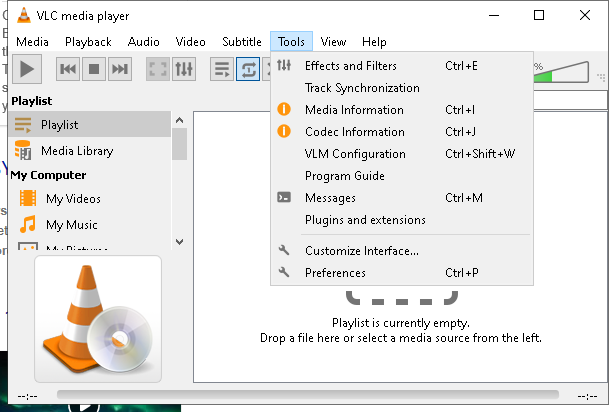 VLC media player
Media Playback Audio Video Subtitle Tools View Help
%
Playlist
Playlist
Media Library
My Computer
My Videos
My Music
My Pictures
Effects and Filters Ctrl+E
Track Synchronization
Media Information Ctrl+I
Codec Information Ctrl+J
VLM Configuration Ctrl+Shift+W
Program Guide
Messages Ctrl+M
Plugins and extensions
Customize Interface...
Preferences Ctrl+P
Playlist is currently empty.
Drop a file here or select a media source from the left.
--:-- --:--